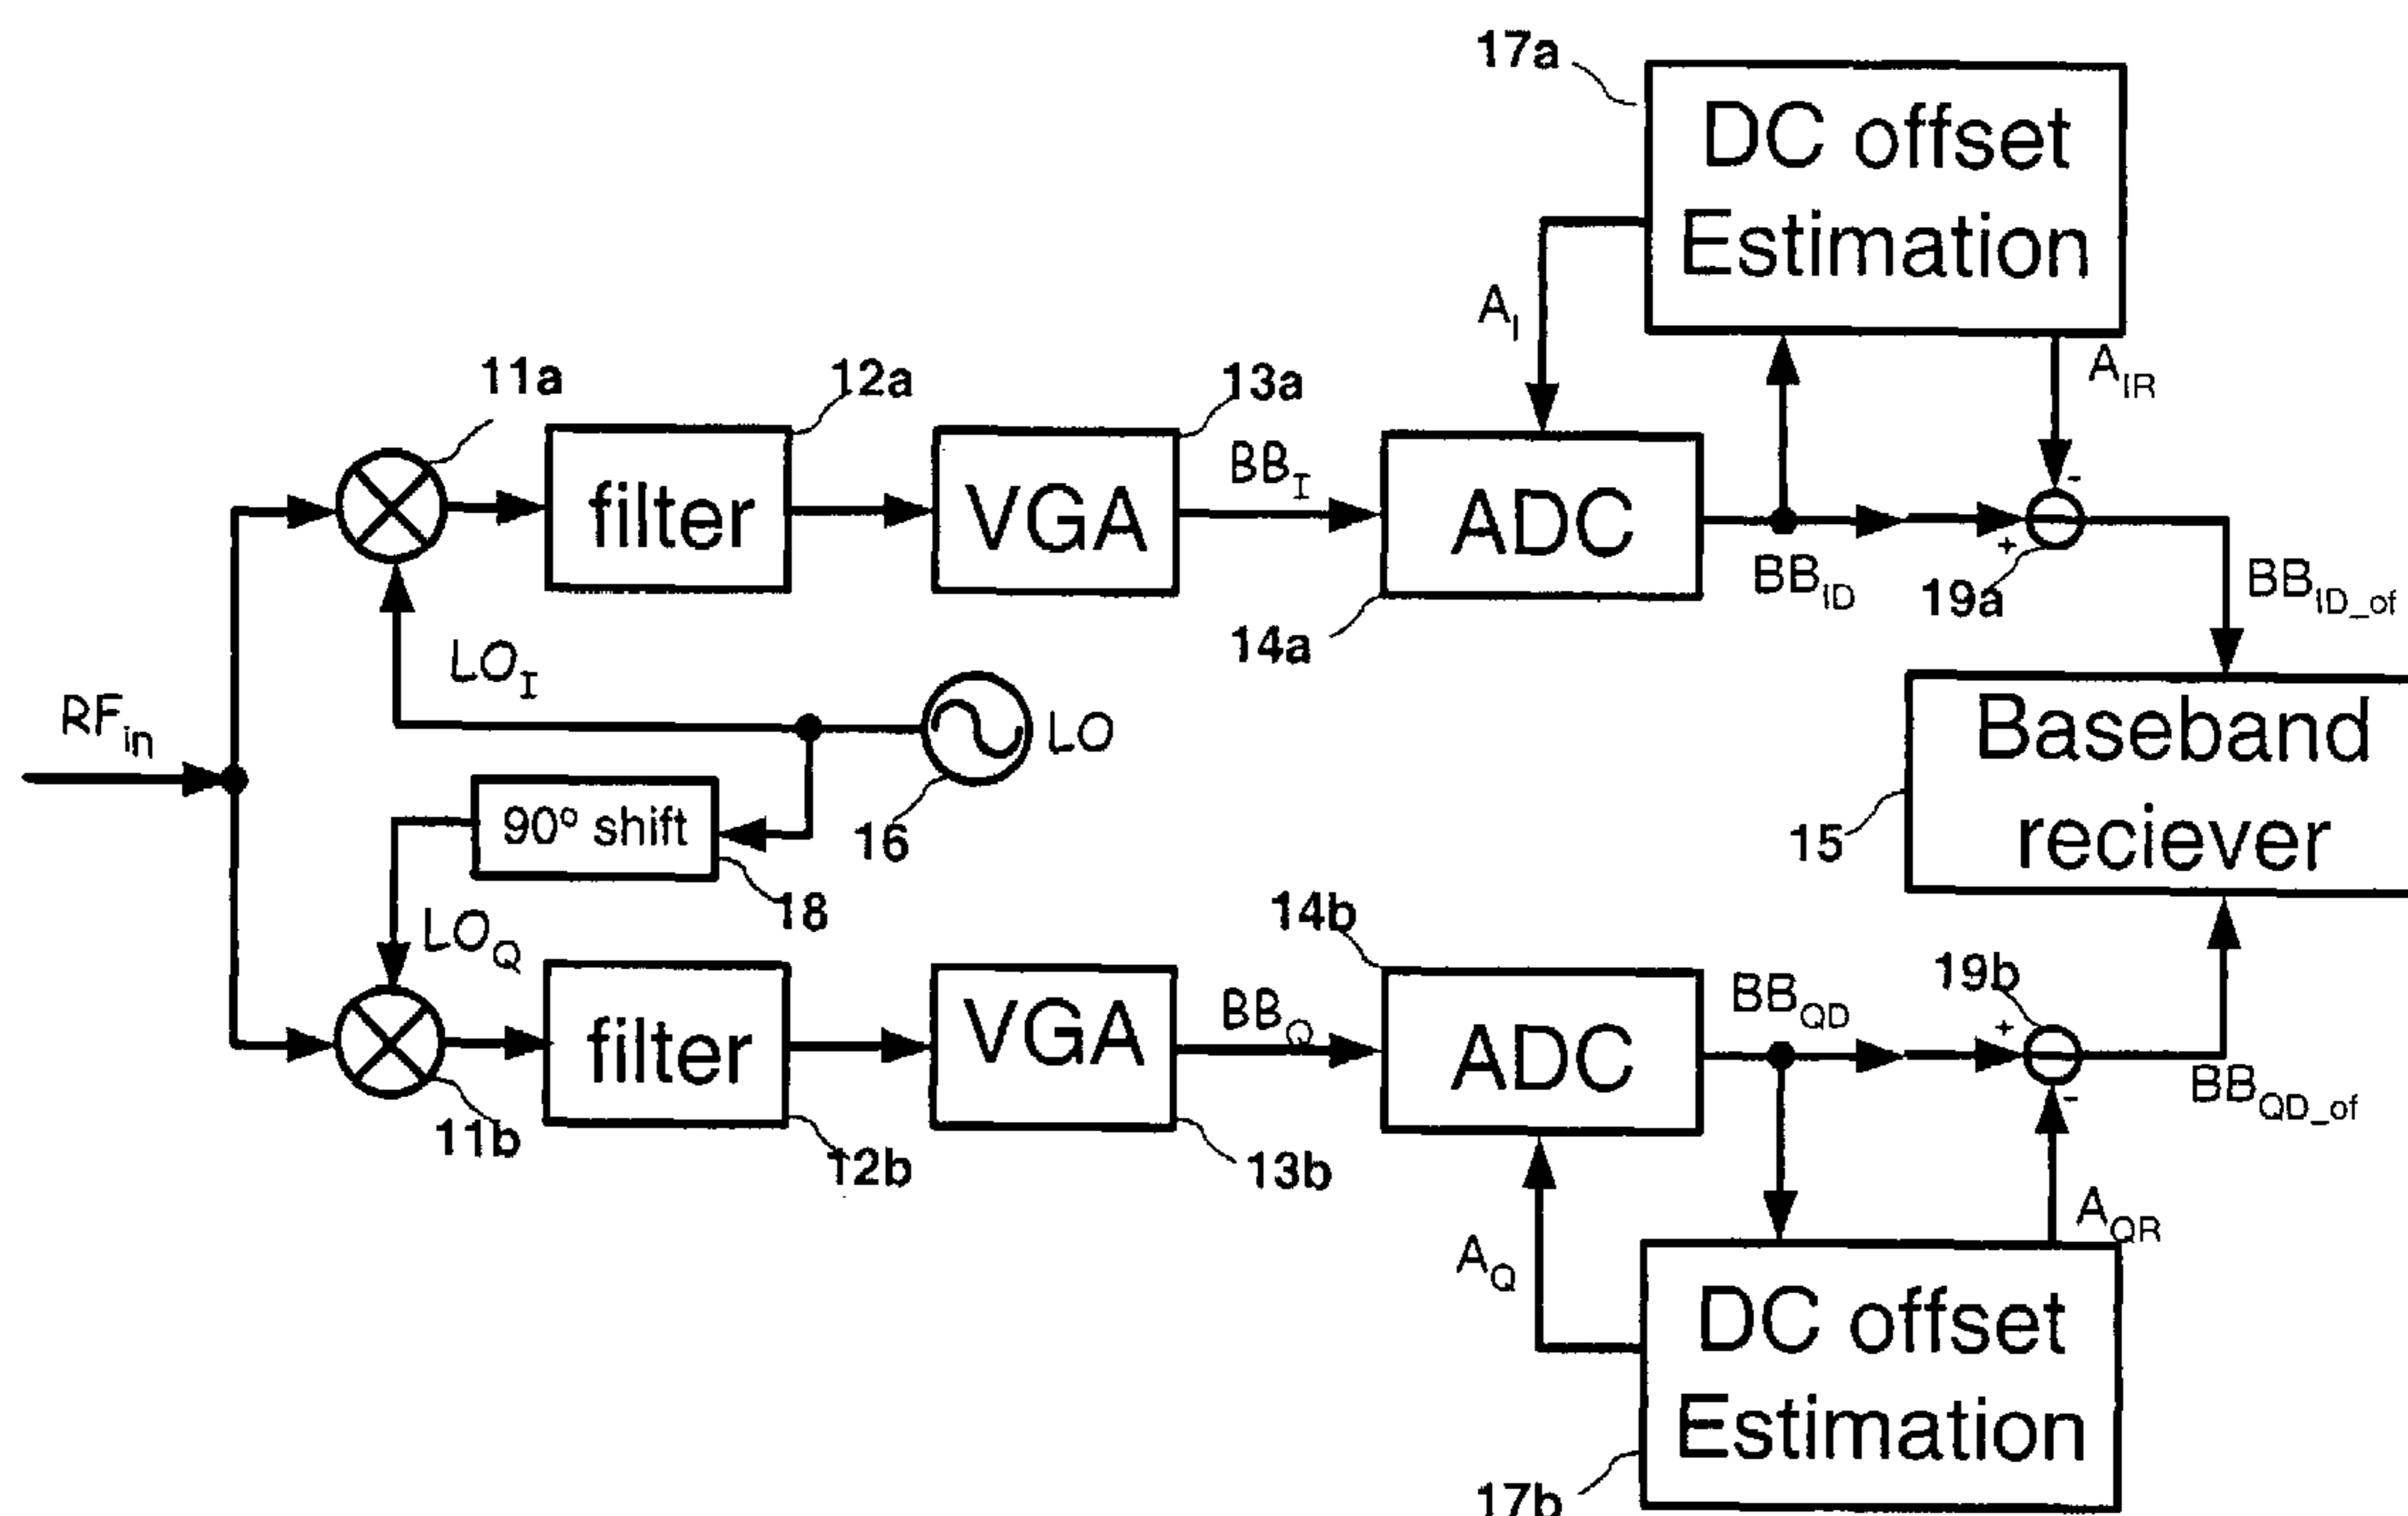 17a
DC offset
Estimation
A_I
A_IR
11a
12a
13a
filter
VGA
BB_I
ADC
-
+
BB_ID
19a
BB_ID_of
14a
LO_I
RF_in
LO
16
90° shift
18
Baseband
reciever
15
LO_Q
14b
filter
VGA
BB_Q
ADC
BB_QD
19b
+
-
BB_QD_of
11b
12b
13b
A_Q
A_QR
DC offset
Estimation
17b